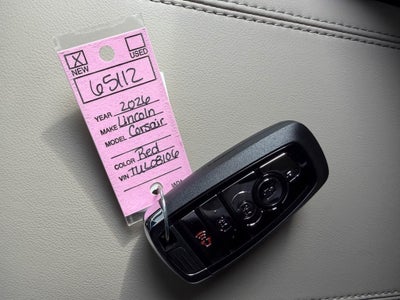 X
NEW USED
65112
YEAR 2026
MAKE Lincoln
MODEL Corsair
COLOR Red
VIN TUL08106